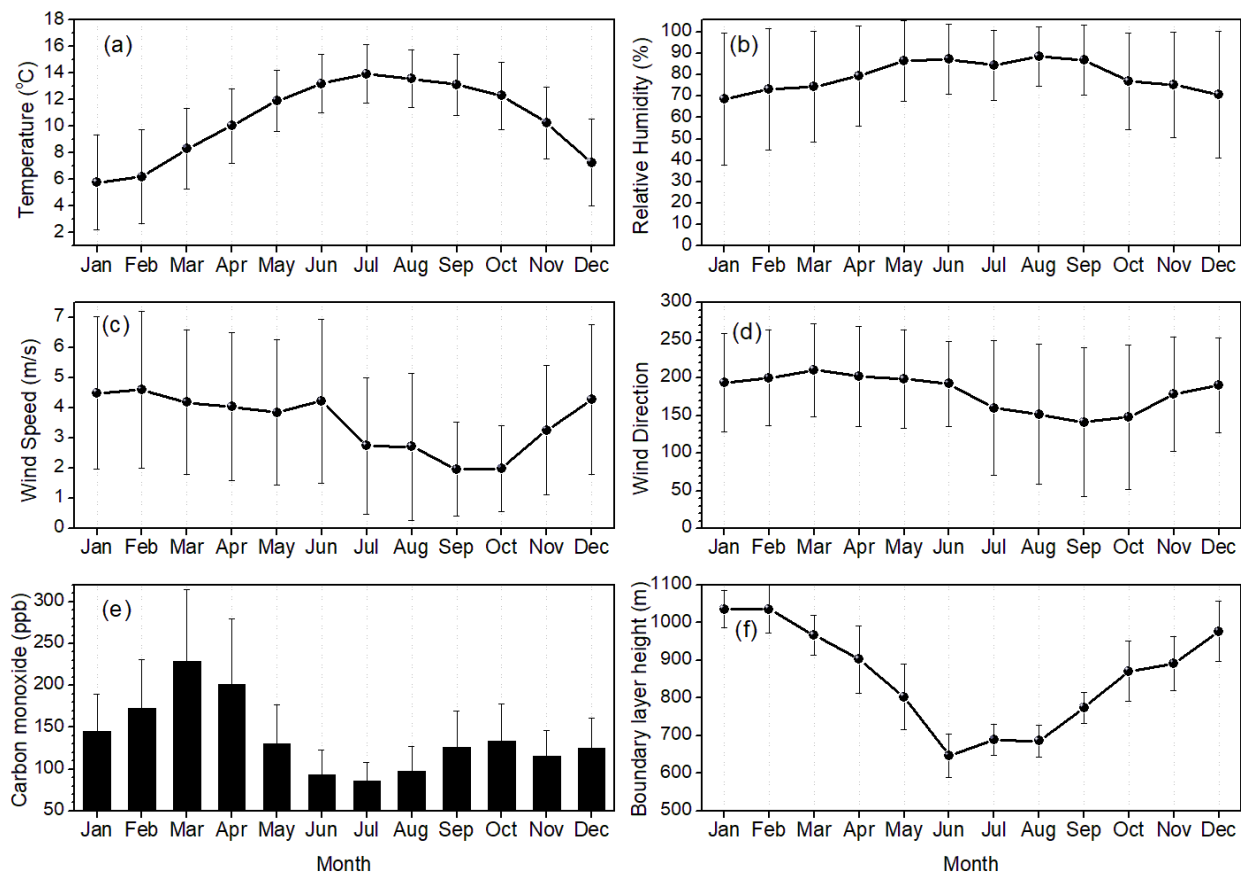 (a)
Temperature (°C)
18
16
14
12
10
8
6
4
2
Jan Feb Mar Apr May Jun Jul Aug Sep Oct Nov Dec
(b)
Relative Humidity (%)
100
90
80
70
60
50
40
30
20
10
0
Jan Feb Mar Apr May Jun Jul Aug Sep Oct Nov Dec
(c)
Wind Speed (m/s)
7
6
5
4
3
2
1
0
Jan Feb Mar Apr May Jun Jul Aug Sep Oct Nov Dec
(d)
Wind Direction
300
250
200
150
100
50
0
Jan Feb Mar Apr May Jun Jul Aug Sep Oct Nov Dec
(e)
Carbon monoxide (ppb)
300
250
200
150
100
50
Jan Feb Mar Apr May Jun Jul Aug Sep Oct Nov Dec
Month
(f)
Boundary layer height (m)
1100
1000
900
800
700
600
500
Jan Feb Mar Apr May Jun Jul Aug Sep Oct Nov Dec
Month